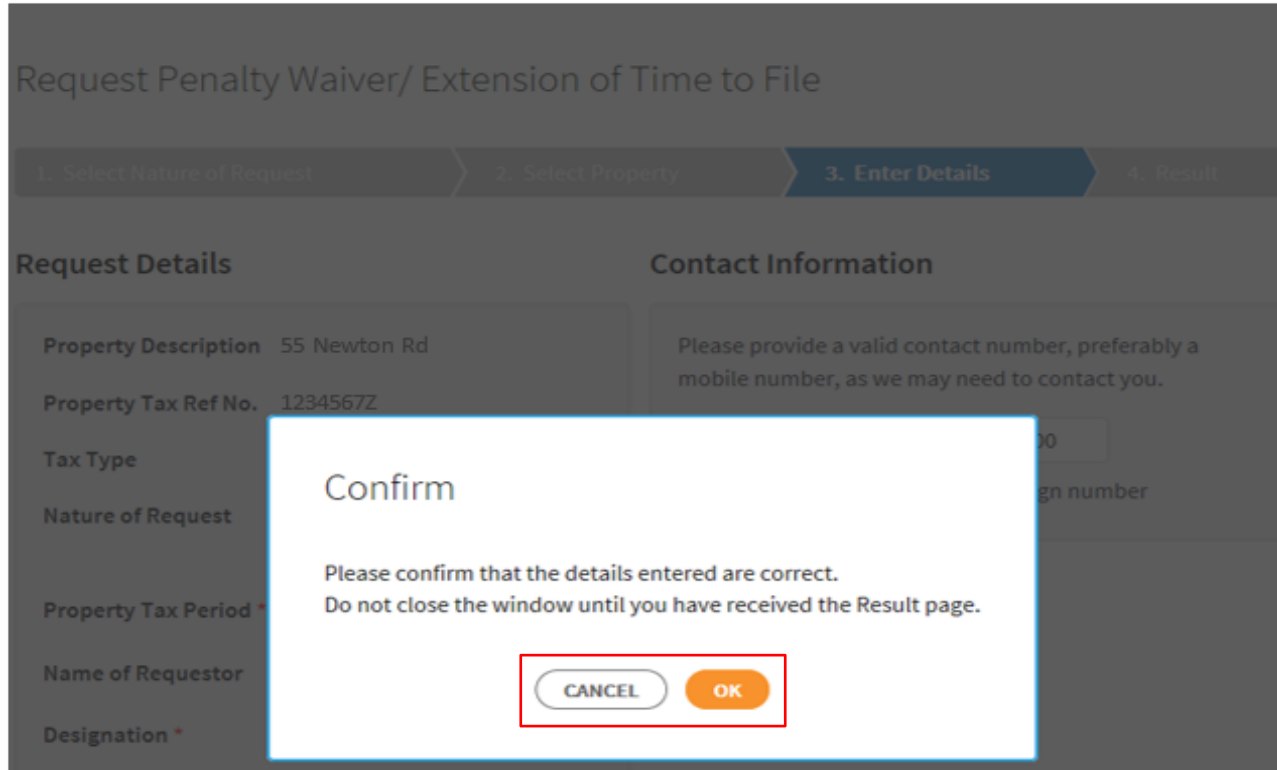 Request Penalty Waiver/ Extension of Time to File
1. Select Nature of Request
2. Select Property
3. Enter Details
4. Result
Request Details
Property Description 55 Newton Rd
Property Tax Ref No. 1234567Z
Tax Type
Nature of Request
Property Tax Period *
Name of Requestor
Designation *
Contact Information
Please provide a valid contact number, preferably a
mobile number, as we may need to contact you.
number
Confirm
Please confirm that the details entered are correct.
Do not close the window until you have received the Result page.
CANCEL
OK